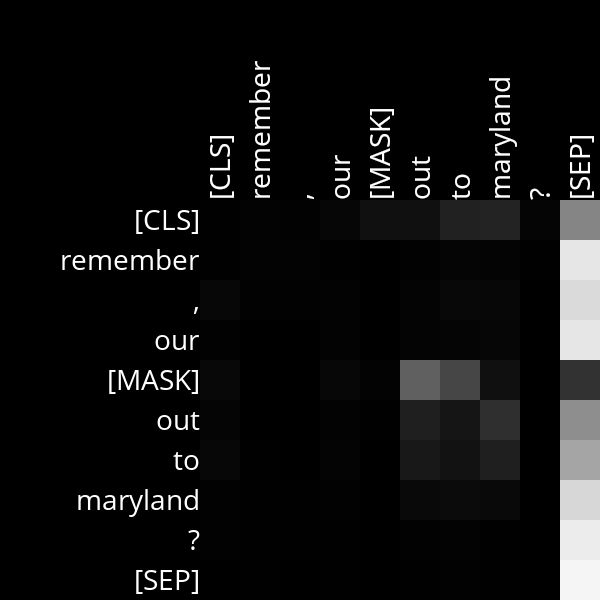 [CLS]
remember
,
our
[MASK]
out
to
maryland
?
[SEP]
[CLS]
remember
,
our
[MASK]
out
to
maryland
?
[SEP]